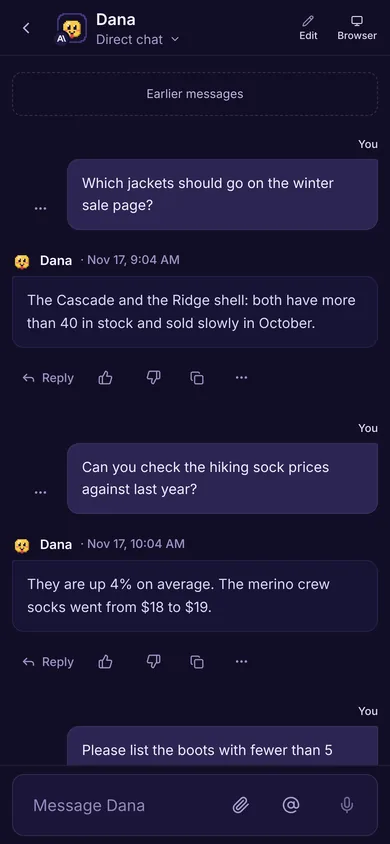 Dana
Direct chat
Edit
Browser
Earlier messages
You
Which jackets should go on the winter
sale page?
Dana · Nov 17, 9:04 AM
The Cascade and the Ridge shell: both have more
than 40 in stock and sold slowly in October.
Reply
You
Can you check the hiking sock prices
against last year?
Dana · Nov 17, 10:04 AM
They are up 4% on average. The merino crew
socks went from $18 to $19.
Reply
You
Please list the boots with fewer than 5
Message Dana